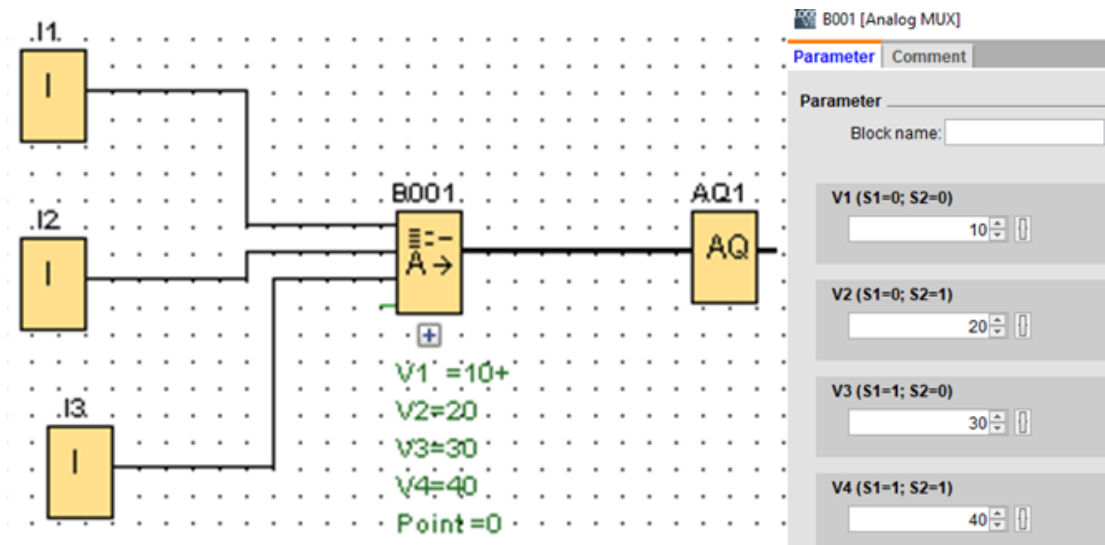 I1
I
I2
I
I3
I
B001
A→
V1 =10+
V2=20
V3=30
V4=40
Point=0
AQ1
AQ
B001 [Analog MUX]
Parameter
Comment
Parameter
Block name:
V1 (S1=0; S2=0)
10
V2 (S1=0; S2=1)
20
V3 (S1=1; S2=0)
30
V4 (S1=1; S2=1)
40